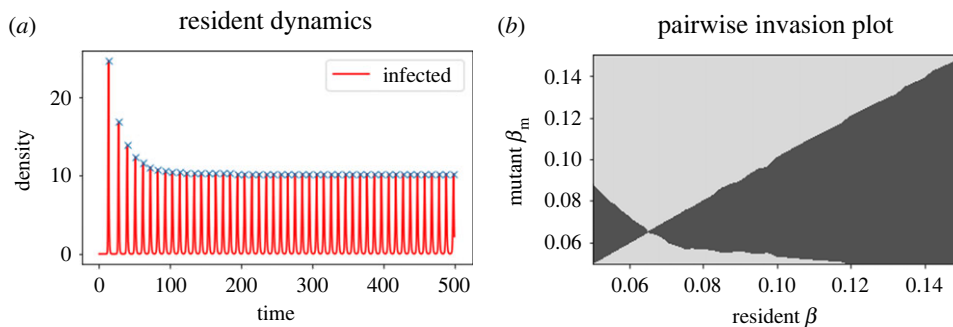 (a) resident dynamics
infected
20
10
0
density
0 100 200 300 400 500
time
(b) pairwise invasion plot
0.14
0.12
0.10
0.08
0.06
mutant βm
0.06 0.08 0.10 0.12 0.14
resident β